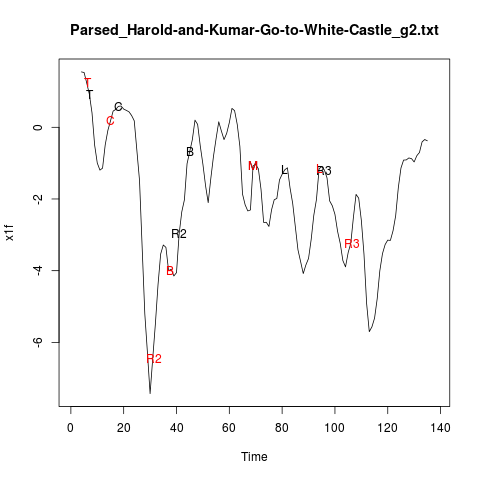 Parsed_Harold-and-Kumar-Go-to-White-Castle_g2.txt
x1f
0
-2
-4
-6
T
T
C
C
B
R2
B
R2
M
L
R3
R3
0 20 40 60 80 100 120 140
Time